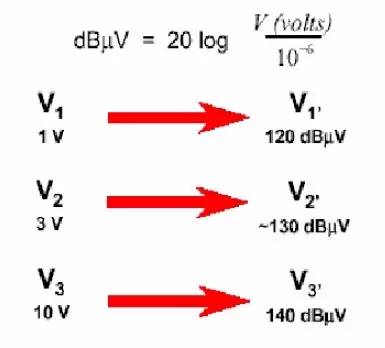 dBµV = 20 log V (volts) / 10⁻⁶
V₁ V₁'
1 V 120 dBµV
V₂ V₂'
3 V ~130 dBµV
V₃ V₃'
10 V 140 dBµV